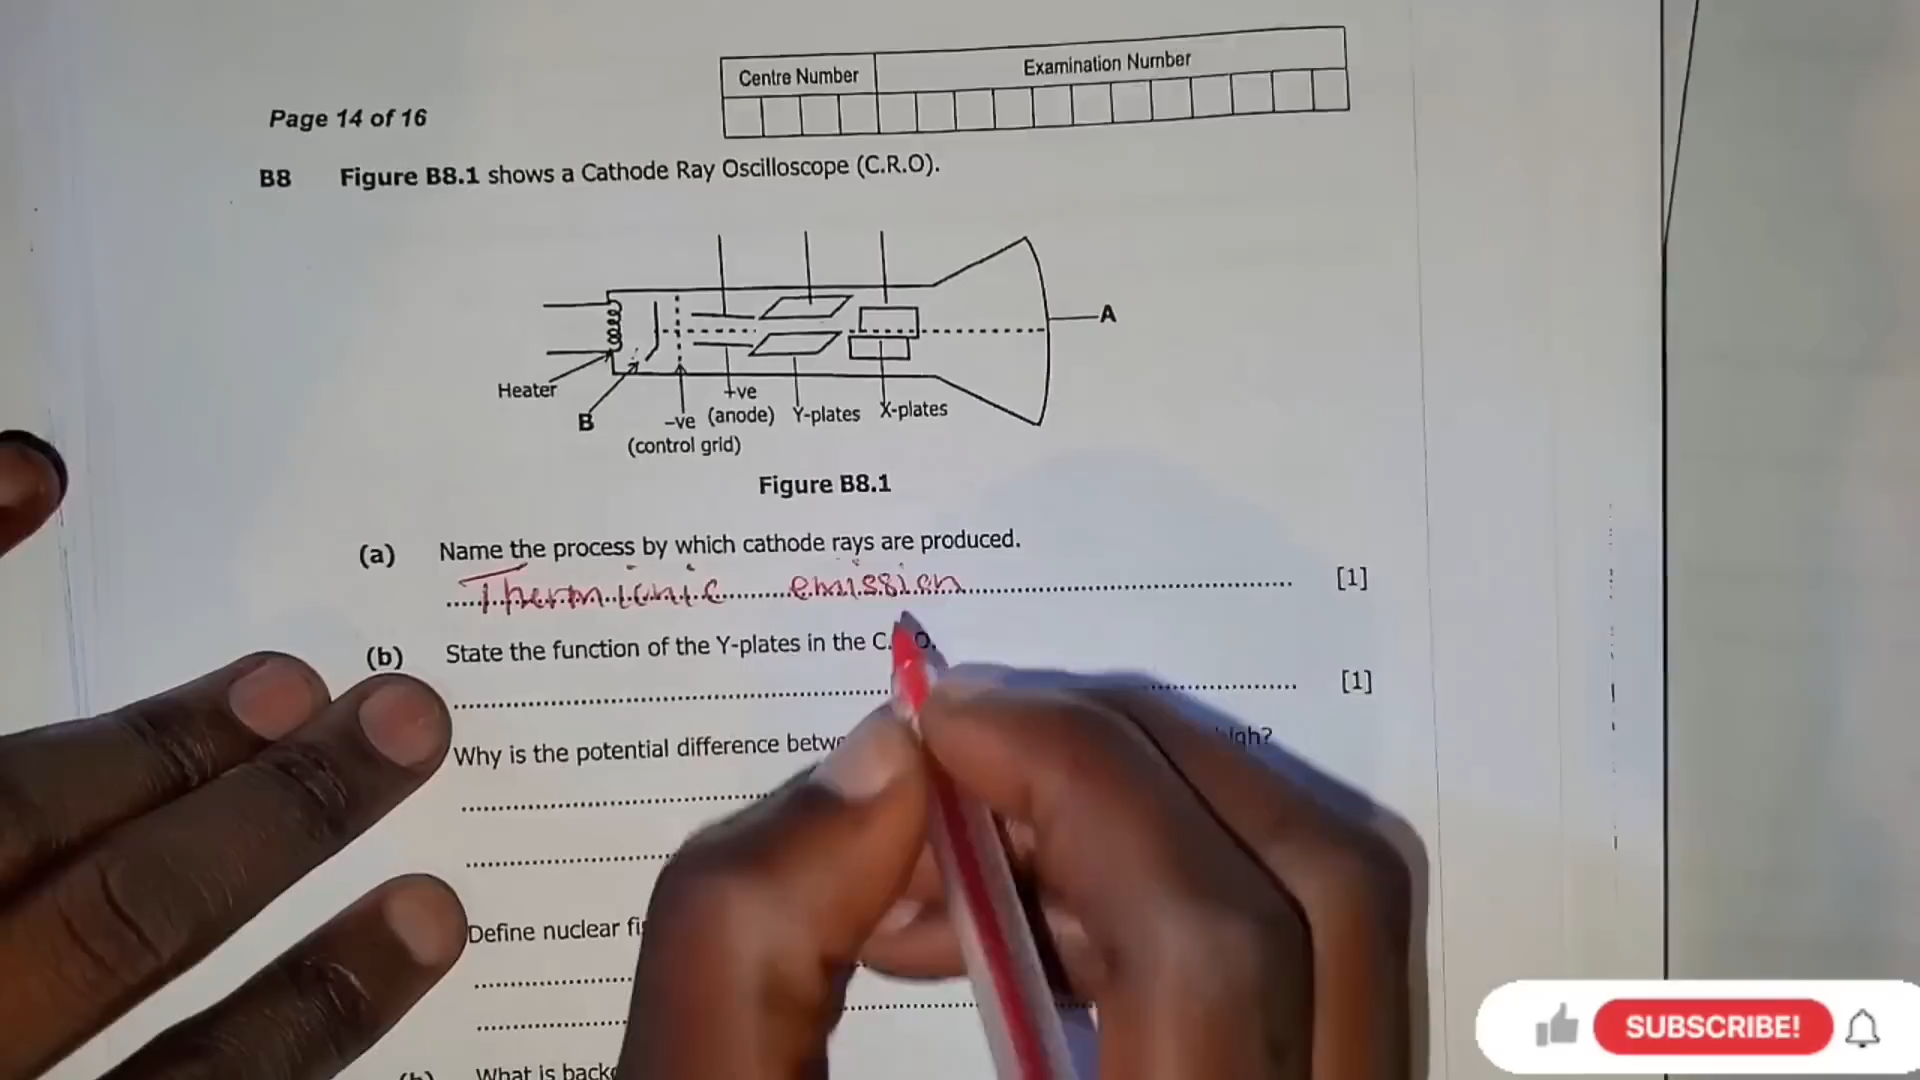 Centre Number Examination Number
Page 14 of 16
B8 Figure B8.1 shows a Cathode Ray Oscilloscope (C.R.O).
A
Heater
B
+ve
–ve (anode) Y-plates X-plates
(control grid)
Figure B8.1
(a) Name the process by which cathode rays are produced.
Thermionic emission [1]
(b) State the function of the Y-plates in the C. O.
[1]
Why is the potential difference high?
Define nuclear
(b) What is
SUBSCRIBE!